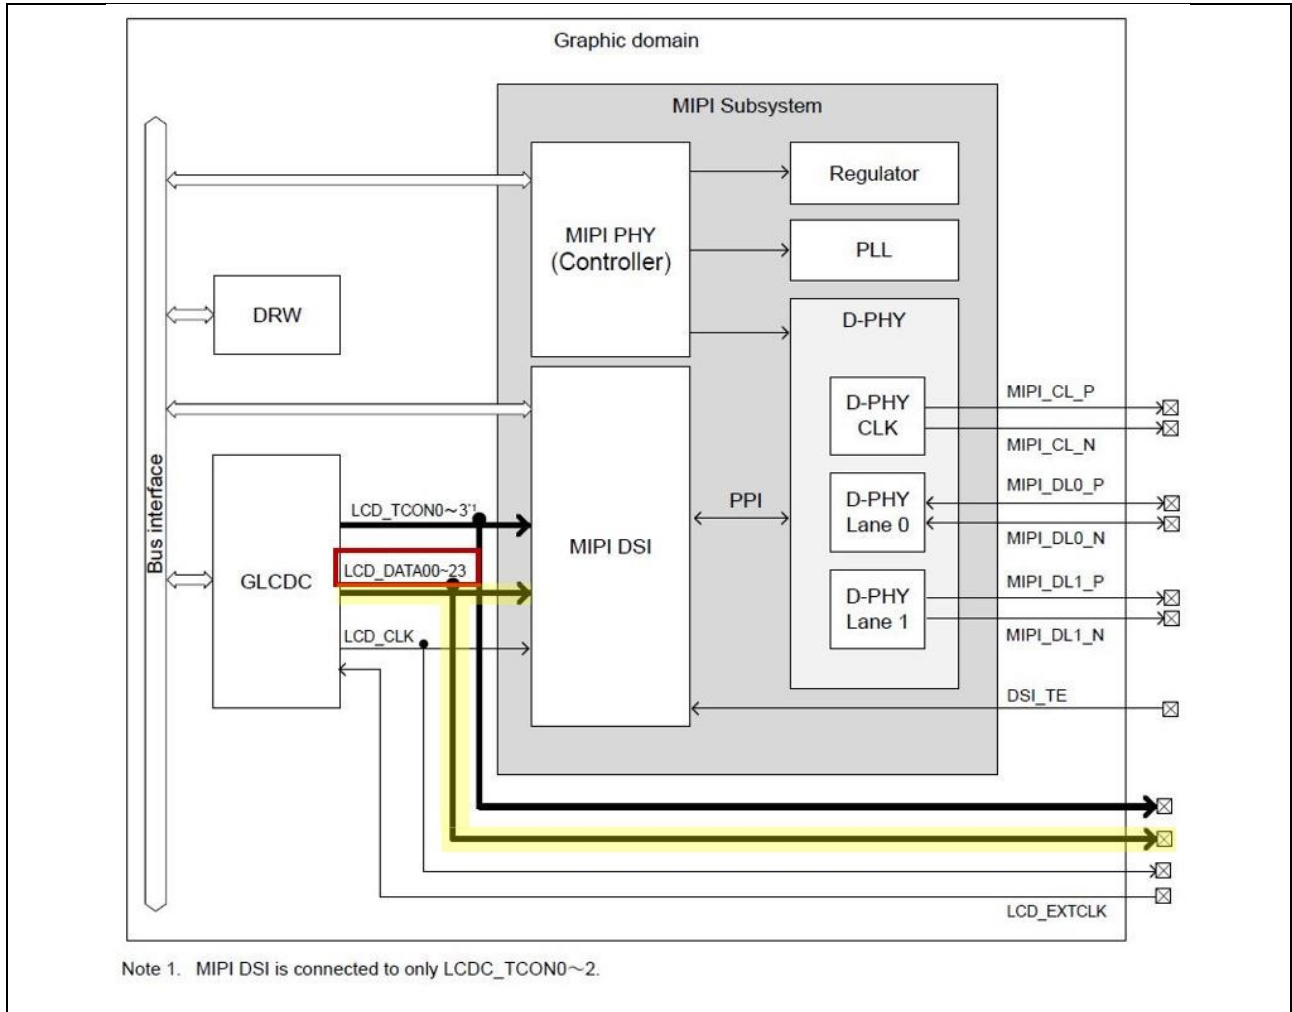 Graphic domain
MIPI Subsystem
MIPI PHY
(Controller)
Regulator
PLL
DRW
D-PHY
D-PHY
CLK
MIPI_CL_P
MIPI_CL_N
Bus interface
GLCDC
LCD_TCON0~3*1
LCD_DATA00~23
LCD_CLK
MIPI DSI
PPI
D-PHY
Lane 0
MIPI_DL0_P
MIPI_DL0_N
D-PHY
Lane 1
MIPI_DL1_P
MIPI_DL1_N
DSI_TE
LCD_EXTCLK
Note 1. MIPI DSI is connected to only LCDC_TCON0~2.